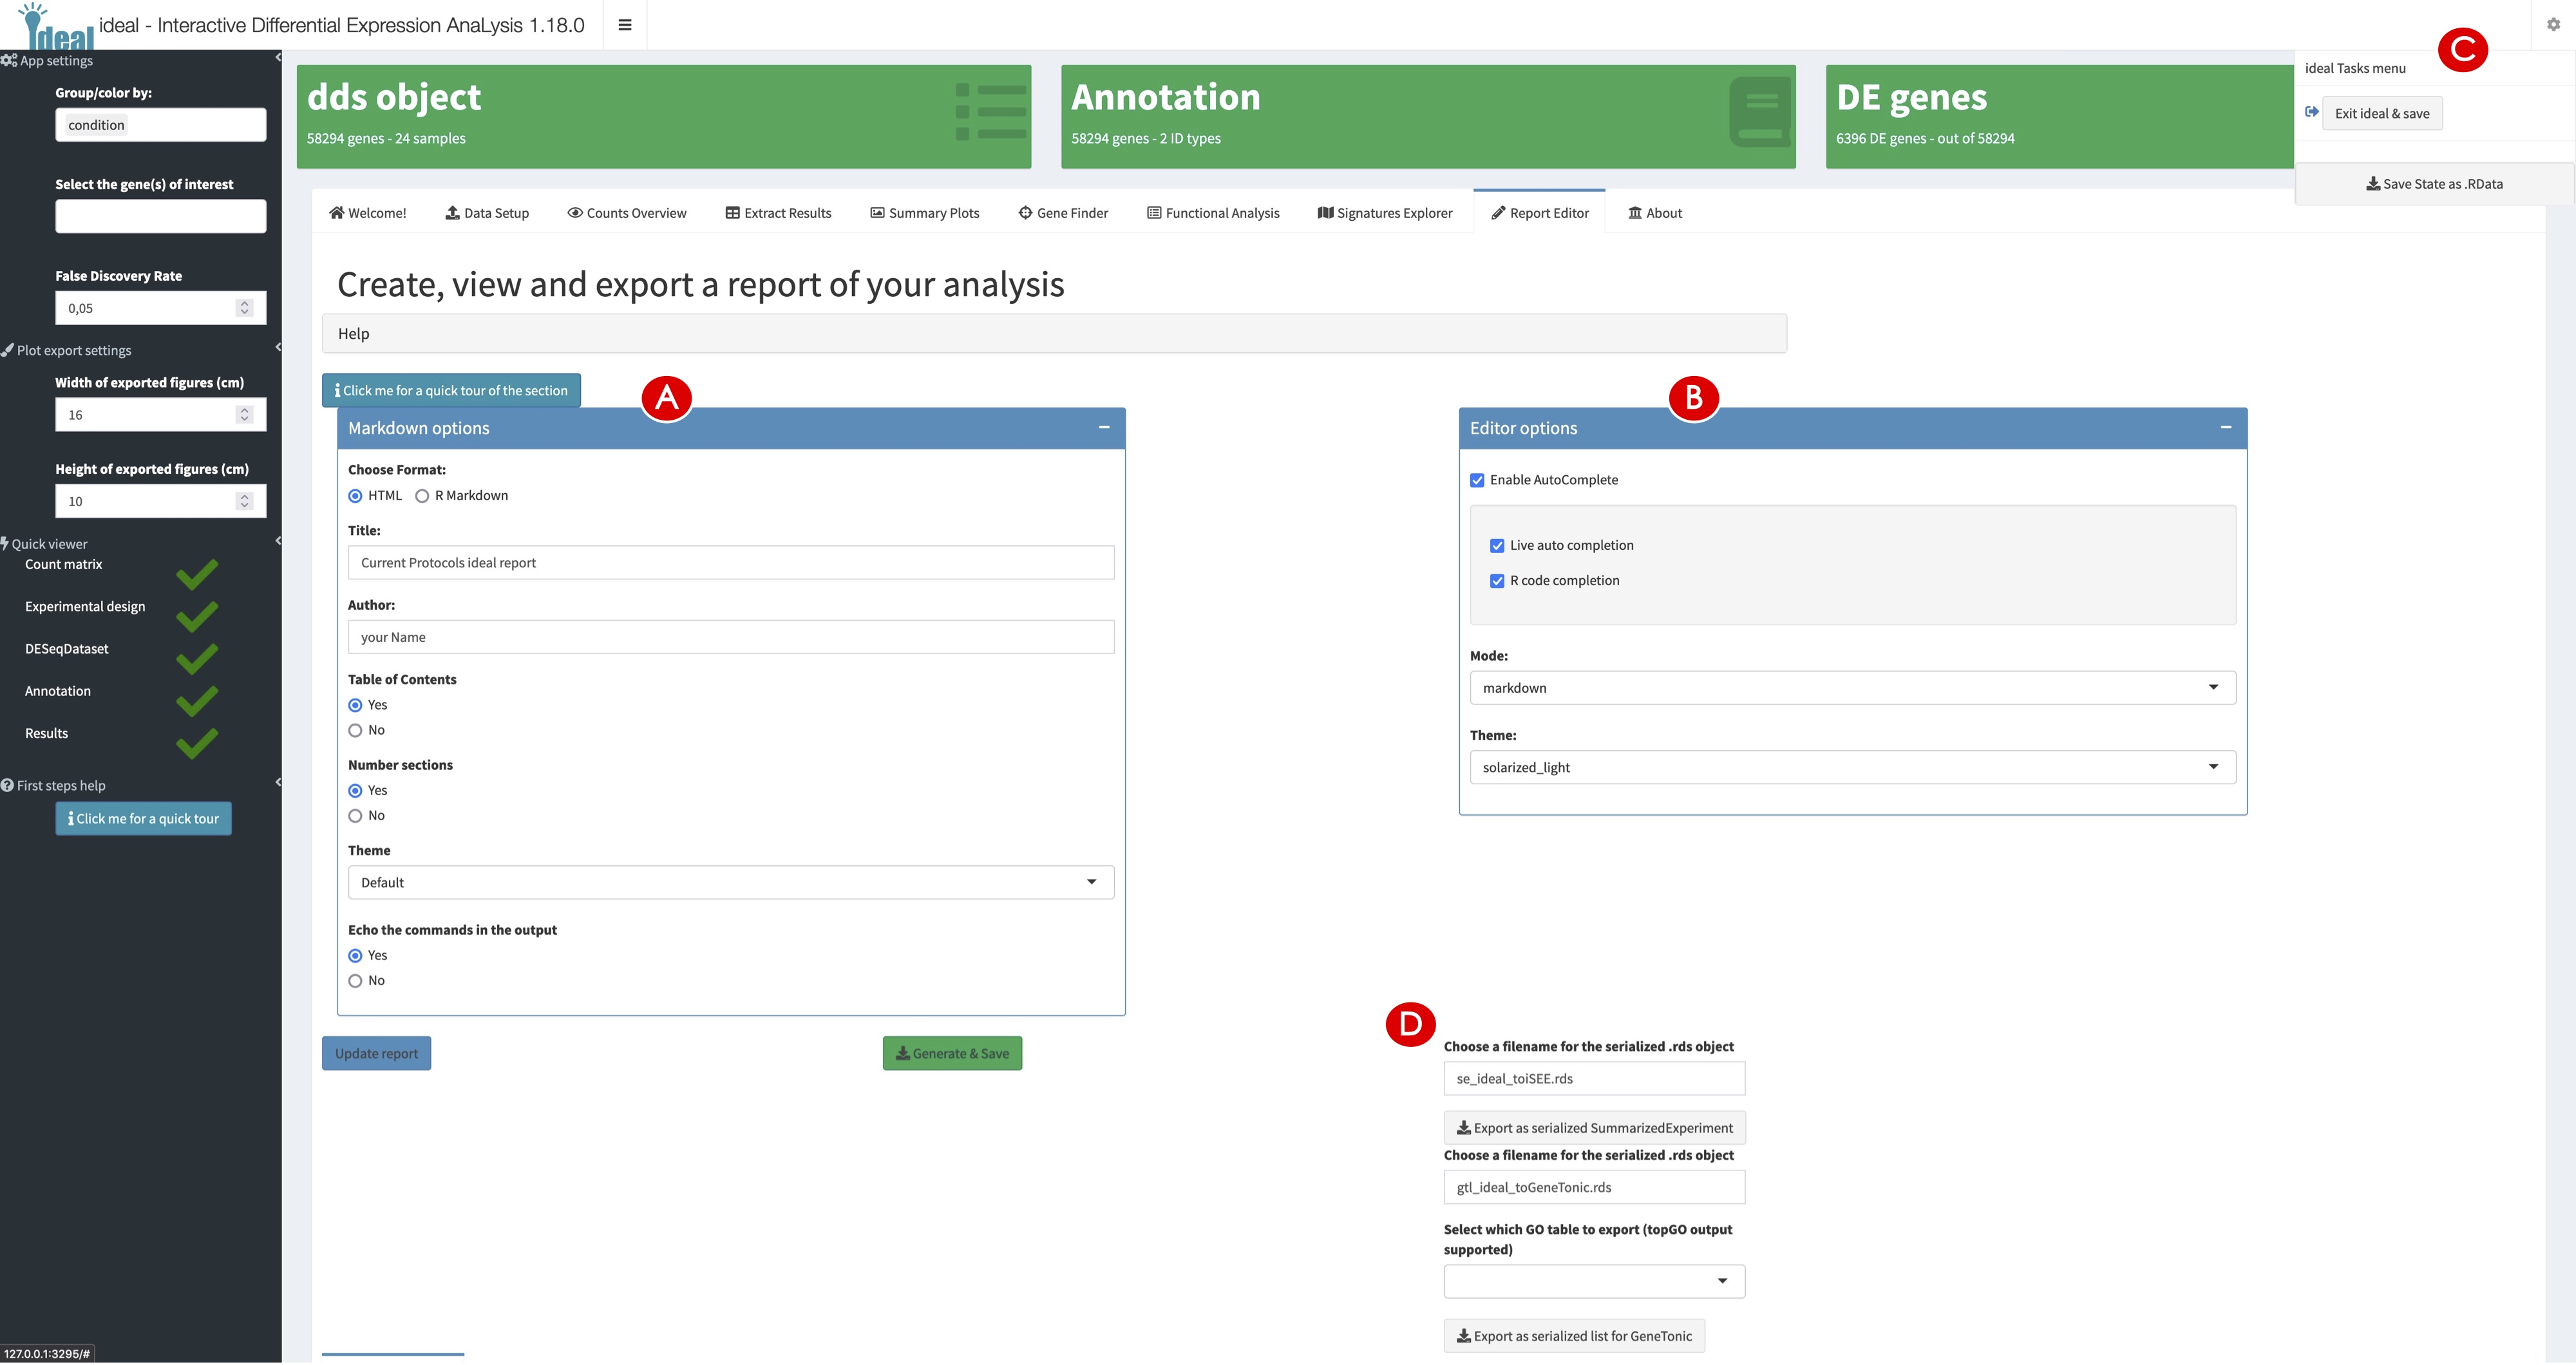 ideal
ideal - Interactive Differential Expression AnaLysis 1.18.0
App settings
Group/color by:
condition
Select the gene(s) of interest
False Discovery Rate
0,05
Plot export settings
Width of exported figures (cm)
16
Height of exported figures (cm)
10
Quick viewer
Count matrix
Experimental design
DESeqDataset
Annotation
Results
First steps help
Click me for a quick tour
127.0.0.1:3295/#
dds object
58294 genes - 24 samples
Annotation
58294 genes - 2 ID types
DE genes
6396 DE genes - out of 58294
C
ideal Tasks menu
Exit ideal & save
Save State as .RData
Welcome! Data Setup Counts Overview Extract Results Summary Plots Gene Finder Functional Analysis Signatures Explorer Report Editor About
Create, view and export a report of your analysis
Help
Click me for a quick tour of the section
A
Markdown options
Choose Format:
HTML R Markdown
Title:
Current Protocols ideal report
Author:
your Name
Table of Contents
Yes
No
Number sections
Yes
No
Theme
Default
Echo the commands in the output
Yes
No
Update report
Generate & Save
B
Editor options
Enable AutoComplete
Live auto completion
R code completion
Mode:
markdown
Theme:
solarized_light
D
Choose a filename for the serialized .rds object
se_ideal_toiSEE.rds
Export as serialized SummarizedExperiment
Choose a filename for the serialized .rds object
gtl_ideal_toGeneTonic.rds
Select which GO table to export (topGO output
supported)
Export as serialized list for GeneTonic